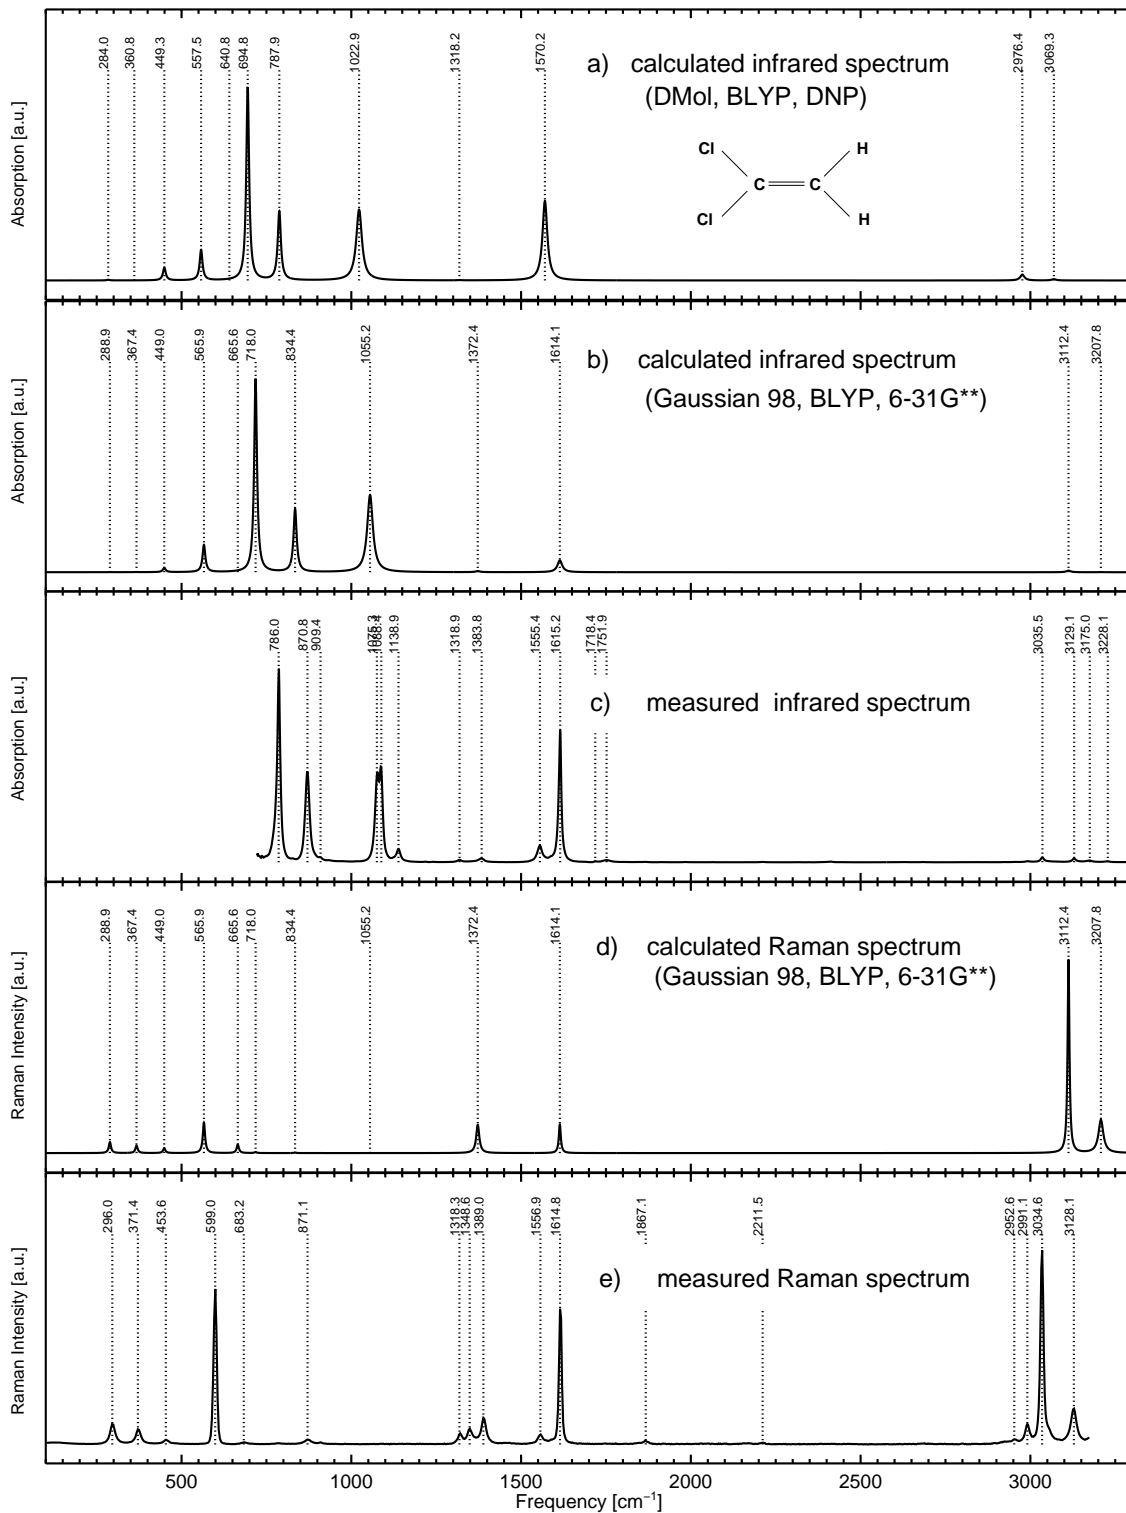 284.0 360.8 449.3 557.5 640.8 694.8 787.9 1022.9 1318.2 1570.2 2976.4 3069.3
a) calculated infrared spectrum
(DMol, BLYP, DNP)
Cl H
C C
Cl H
Absorption [a.u.]
288.9 367.4 449.0 565.9 665.6 718.0 834.4 1055.2 1372.4 1614.1 3112.4 3207.8
b) calculated infrared spectrum
(Gaussian 98, BLYP, 6-31G**)
Absorption [a.u.]
786.0 870.8 909.4 1138.9 1318.9 1383.8 1555.4 1615.2 1718.4 1751.9 3035.5 3129.1 3175.0 3228.1
c) measured infrared spectrum
Absorption [a.u.]
288.9 367.4 449.0 565.9 665.6 718.0 834.4 1055.2 1372.4 1614.1 3112.4 3207.8
d) calculated Raman spectrum
(Gaussian 98, BLYP, 6-31G**)
Raman Intensity [a.u.]
296.0 371.4 453.6 599.0 683.2 871.1 1318.3 1348.6 1389.0 1556.9 1614.8 1867.1 2211.5 2952.6 2991.1 3034.6 3128.1
e) measured Raman spectrum
Raman Intensity [a.u.]
500 1000 1500 2000 2500 3000
Frequency [cm⁻¹]